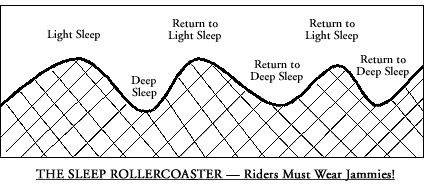 Light Sleep
Deep
Sleep
Return to
Light Sleep
Return to
Deep Sleep
Return to
Light Sleep
Return to
Deep Sleep
THE SLEEP ROLLERCOASTER — Riders Must Wear Jammies!